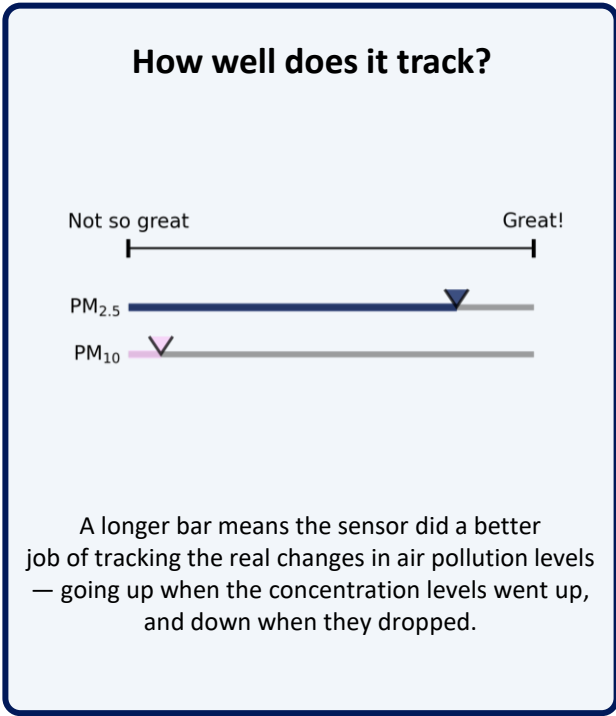 How well does it track?
Not so great
Great!
PM2.5
PM10
A longer bar means the sensor did a better
job of tracking the real changes in air pollution levels
— going up when the concentration levels went up,
and down when they dropped.